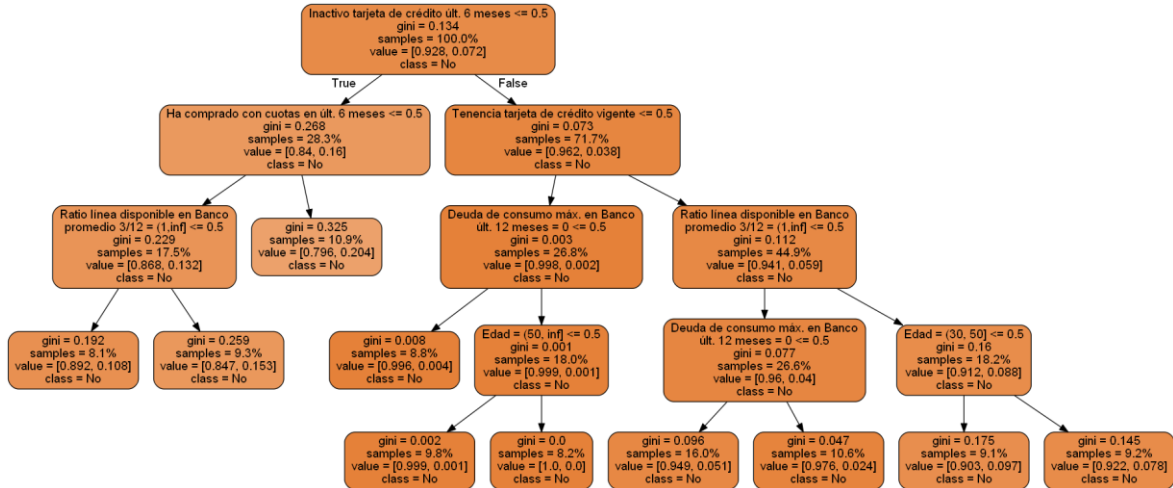 Inactivo tarjeta de crédito últ. 6 meses <= 0.5
gini = 0.134
samples = 100.0%
value = [0.928, 0.072]
class = No
True
False
Ha comprado con cuotas en últ. 6 meses <= 0.5
gini = 0.268
samples = 28.3%
value = [0.84, 0.16]
class = No
Tenencia tarjeta de crédito vigente <= 0.5
gini = 0.073
samples = 71.7%
value = [0.962, 0.038]
class = No
Ratio línea disponible en Banco
promedio 3/12 = (1,inf] <= 0.5
gini = 0.229
samples = 17.5%
value = [0.868, 0.132]
class = No
gini = 0.325
samples = 10.9%
value = [0.796, 0.204]
class = No
Deuda de consumo máx. en Banco
últ. 12 meses = 0 <= 0.5
gini = 0.003
samples = 26.8%
value = [0.998, 0.002]
class = No
Ratio línea disponible en Banco
promedio 3/12 = (1,inf] <= 0.5
gini = 0.112
samples = 44.9%
value = [0.941, 0.059]
class = No
gini = 0.192
samples = 8.1%
value = [0.892, 0.108]
class = No
gini = 0.259
samples = 9.3%
value = [0.847, 0.153]
class = No
gini = 0.008
samples = 8.8%
value = [0.996, 0.004]
class = No
Edad = (50, inf] <= 0.5
gini = 0.001
samples = 18.0%
value = [0.999, 0.001]
class = No
Deuda de consumo máx. en Banco
últ. 12 meses = 0 <= 0.5
gini = 0.077
samples = 26.6%
value = [0.96, 0.04]
class = No
Edad = (30, 50] <= 0.5
gini = 0.16
samples = 18.2%
value = [0.912, 0.088]
class = No
gini = 0.002
samples = 9.8%
value = [0.999, 0.001]
class = No
gini = 0.0
samples = 8.2%
value = [1.0, 0.0]
class = No
gini = 0.096
samples = 16.0%
value = [0.949, 0.051]
class = No
gini = 0.047
samples = 10.6%
value = [0.976, 0.024]
class = No
gini = 0.175
samples = 9.1%
value = [0.903, 0.097]
class = No
gini = 0.145
samples = 9.2%
value = [0.922, 0.078]
class = No